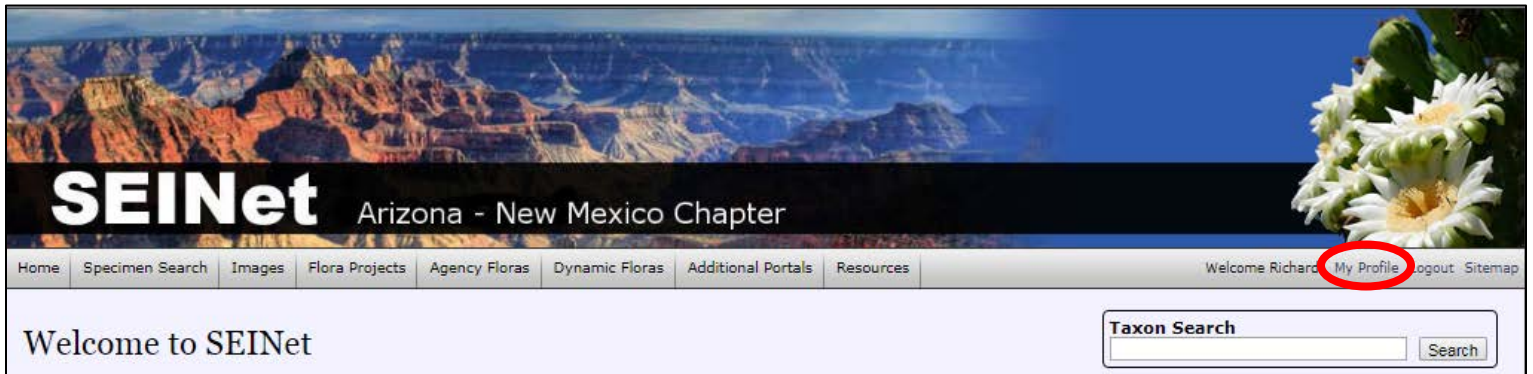 SEINet Arizona - New Mexico Chapter
Home Specimen Search Images Flora Projects Agency Floras Dynamic Floras Additional Portals Resources Welcome Richard My Profile Logout Sitemap
Welcome to SEINet
Taxon Search
Search